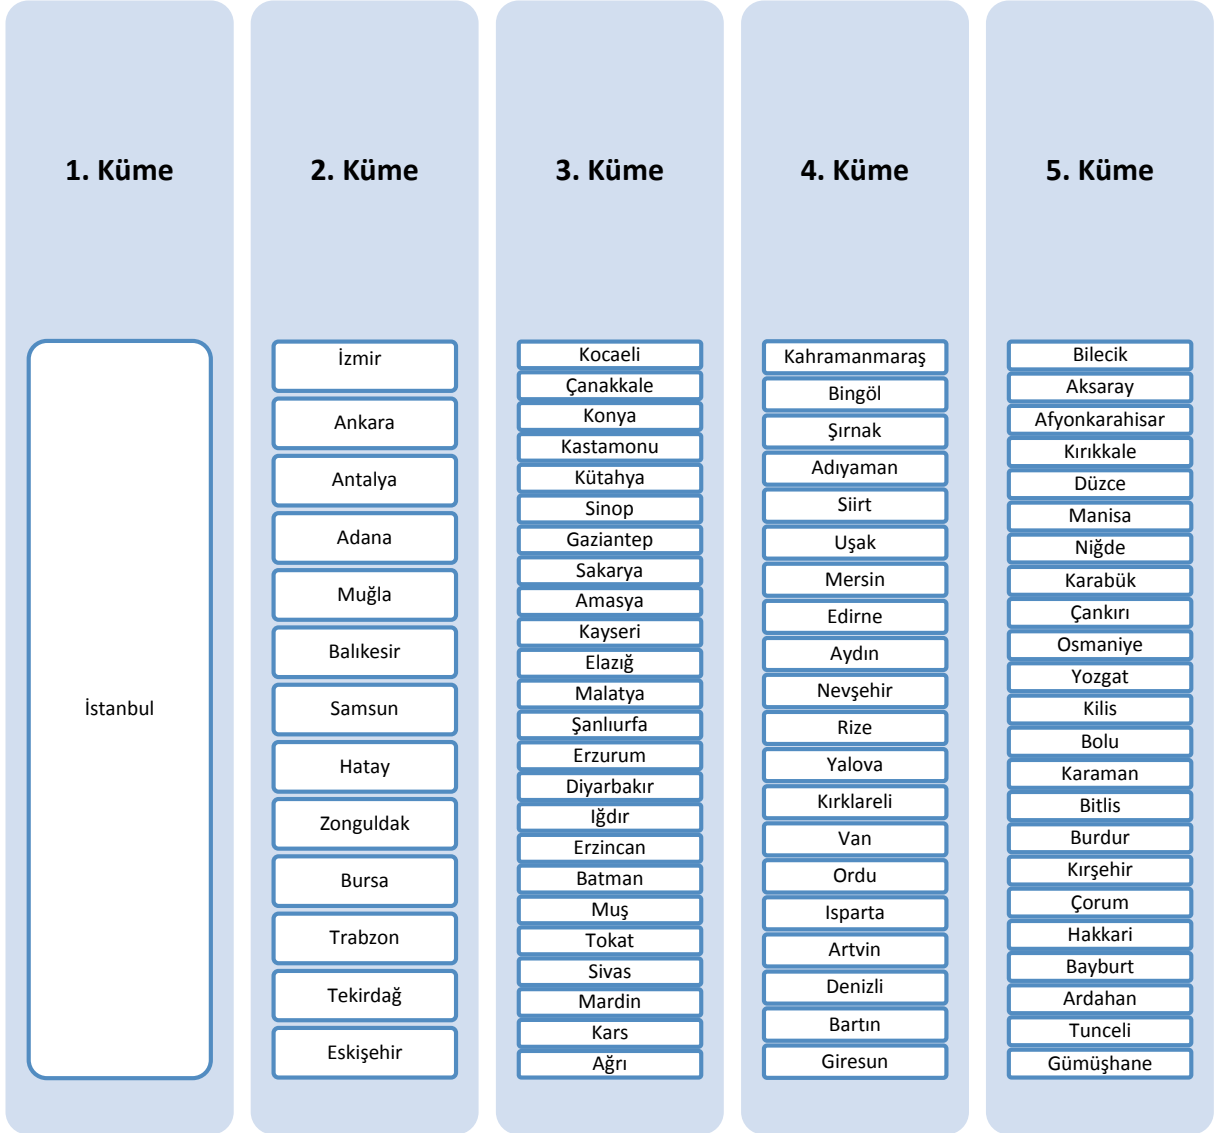 1. Küme
İstanbul
2. Küme
İzmir
Ankara
Antalya
Adana
Muğla
Balıkesir
Samsun
Hatay
Zonguldak
Bursa
Trabzon
Tekirdağ
Eskişehir
3. Küme
Kocaeli
Çanakkale
Konya
Kastamonu
Kütahya
Sinop
Gaziantep
Sakarya
Amasya
Kayseri
Elazığ
Malatya
Şanlıurfa
Erzurum
Diyarbakır
Iğdır
Erzincan
Batman
Muş
Tokat
Sivas
Mardin
Kars
Ağrı
4. Küme
Kahramanmaraş
Bingöl
Şırnak
Adıyaman
Siirt
Uşak
Mersin
Edirne
Aydın
Nevşehir
Rize
Yalova
Kırklareli
Van
Ordu
Isparta
Artvin
Denizli
Bartın
Giresun
5. Küme
Bilecik
Aksaray
Afyonkarahisar
Kırıkkale
Düzce
Manisa
Niğde
Karabük
Çankırı
Osmaniye
Yozgat
Kilis
Bolu
Karaman
Bitlis
Burdur
Kırşehir
Çorum
Hakkari
Bayburt
Ardahan
Tunceli
Gümüşhane